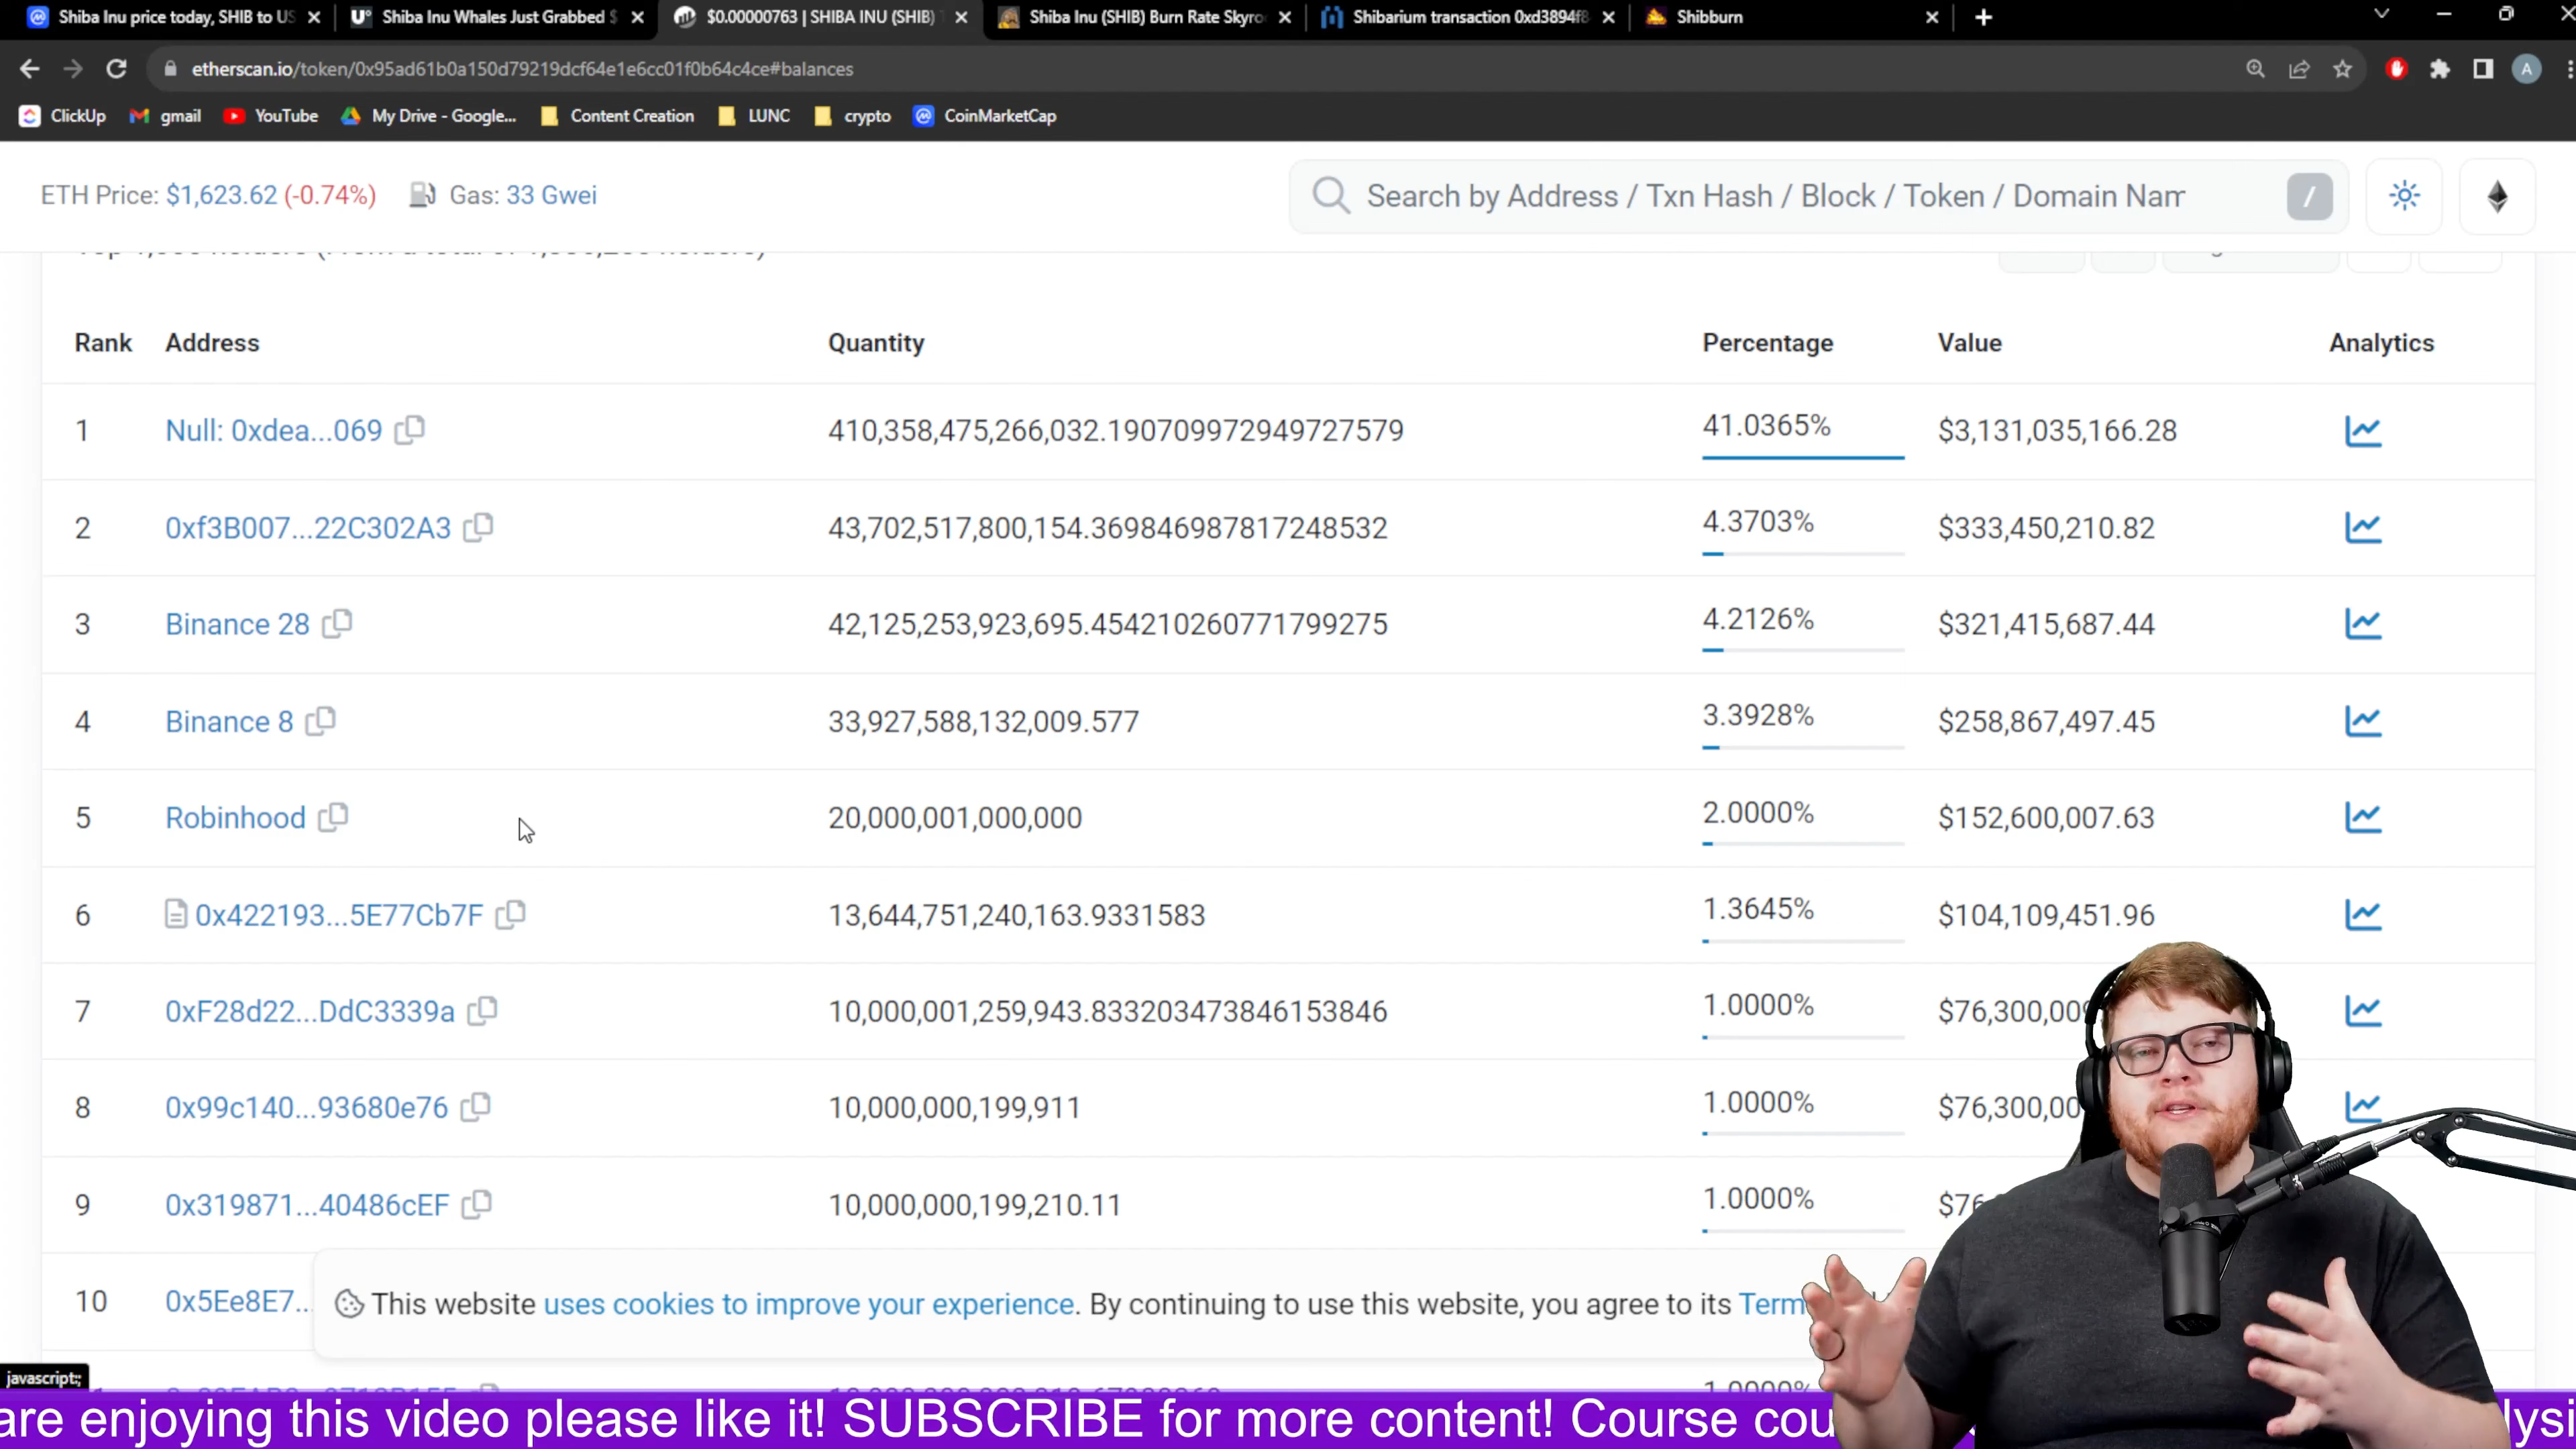 Shiba Inu price today, SHIB to US
Shiba Inu Whales Just Grabbed $
$0.00000763 | SHIBA INU (SHIB) T
Shiba Inu (SHIB) Burn Rate Skyro
Shibarium transaction 0xd3894f8
Shibburn
etherscan.io/token/0x95ad61b0a150d79219dcf64e1e6cc01f0b64c4ce#balances
A
ClickUp
gmail
YouTube
My Drive - Google...
Content Creation
LUNC
crypto
CoinMarketCap
ETH Price: $1,623.62 (-0.74%)
Gas: 33 Gwei
Search by Address / Txn Hash / Block / Token / Domain Nam
/
Rank Address Quantity Percentage Value Analytics
1 Null: 0xdea...069 410,358,475,266,032.190709972949727579 41.0365% $3,131,035,166.28
2 0xf3B007...22C302A3 43,702,517,800,154.369846987817248532 4.3703% $333,450,210.82
3 Binance 28 42,125,253,923,695.454210260771799275 4.2126% $321,415,687.44
4 Binance 8 33,927,588,132,009.577 3.3928% $258,867,497.45
5 Robinhood 20,000,001,000,000 2.0000% $152,600,007.63
6 0x422193...5E77Cb7F 13,644,751,240,163.9331583 1.3645% $104,109,451.96
7 0xF28d22...DdC3339a 10,000,001,259,943.833203473846153846 1.0000% $76,300,009
8 0x99c140...93680e76 10,000,000,199,911 1.0000% $76,300,00
9 0x319871...40486cEF 10,000,000,199,210.11 1.0000% $76
10 0x5Ee8E7...
This website uses cookies to improve your experience. By continuing to use this website, you agree to its Term
javascript:;
are enjoying this video please like it! SUBSCRIBE for more content! Course cou lysi